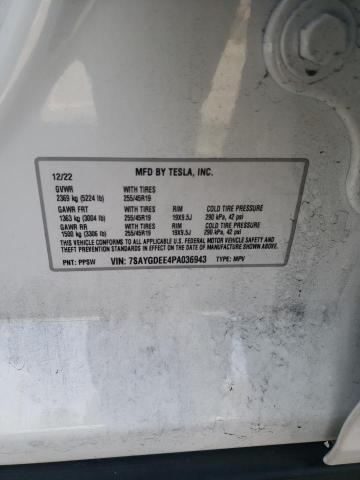 12/22 MFD BY TESLA, INC.
GVWR WITH TIRES
2369 kg (5224 lb) 255/45R19
GAWR FRT WITH TIRES RIM COLD TIRE PRESSURE
1363 kg (3004 lb) 255/45R19 19X9.5J 290 kPa, 42 psi
GAWR RR WITH TIRES RIM COLD TIRE PRESSURE
1500 kg (3306 lb) 255/45R19 19X9.5J 290 kPa, 42 psi
THIS VEHICLE CONFORMS TO ALL APPLICABLE U.S. FEDERAL MOTOR VEHICLE SAFETY AND
THEFT PREVENTION STANDARDS IN EFFECT ON THE DATE OF MANUFACTURE SHOWN ABOVE.
PNT: PPSW VIN: 7SAYGDEE4PA036943 TYPE: MPV